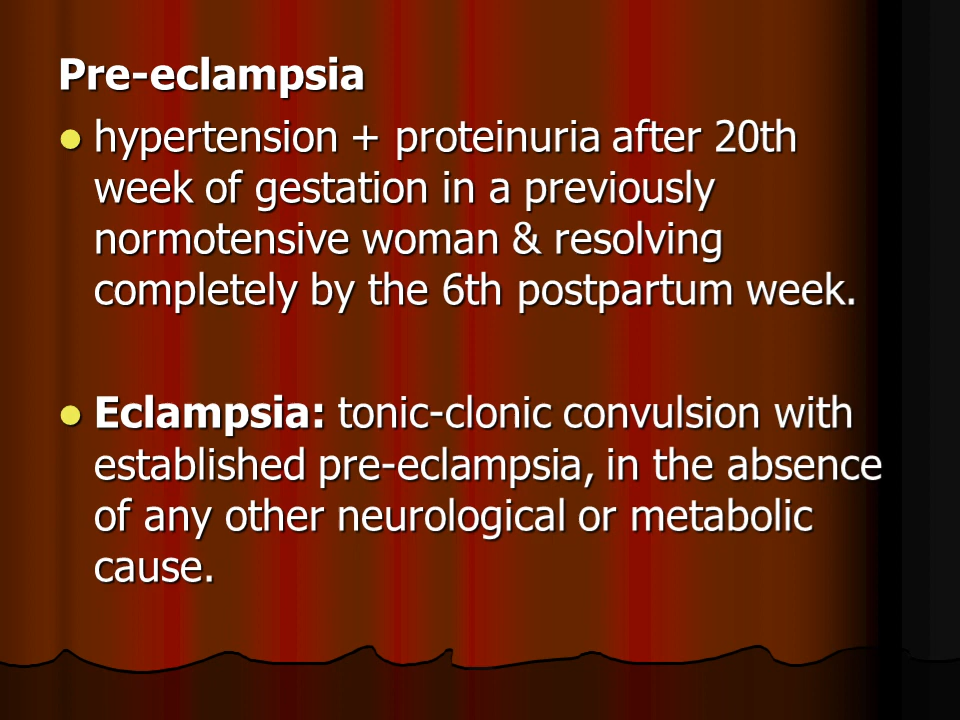 Pre-eclampsia
hypertension + proteinuria after 20th
week of gestation in a previously
normotensive woman & resolving
completely by the 6th postpartum week.
Eclampsia: tonic-clonic convulsion with
established pre-eclampsia, in the absence
of any other neurological or metabolic
cause.